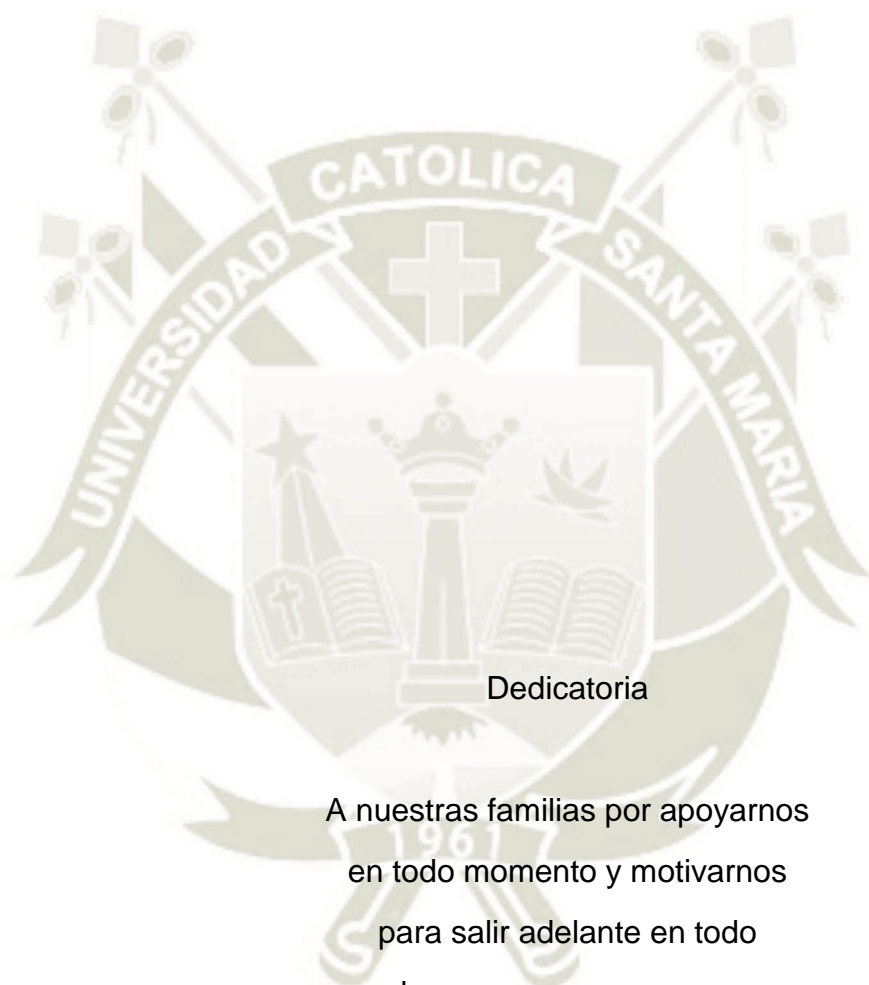 UNIVERSIDAD CATOLICA SANTA MARIA
Dedicatoria
A nuestras familias por apoyarnos
1961
en todo momento y motivarnos
para salir adelante en todo